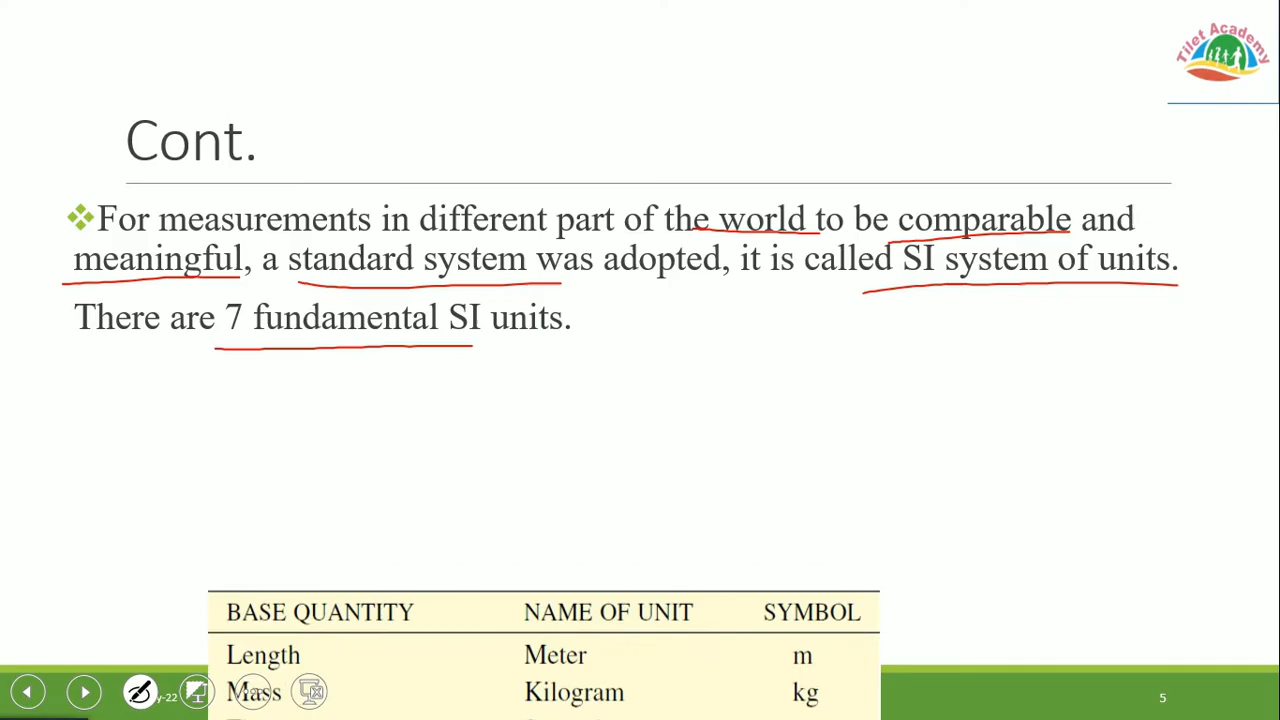 Tilet Academy
Cont.
For measurements in different part of the world to be comparable and
meaningful, a standard system was adopted, it is called SI system of units.
There are 7 fundamental SI units.
BASE QUANTITY NAME OF UNIT SYMBOL
Length Meter m
Mass Kilogram kg
y-22
5